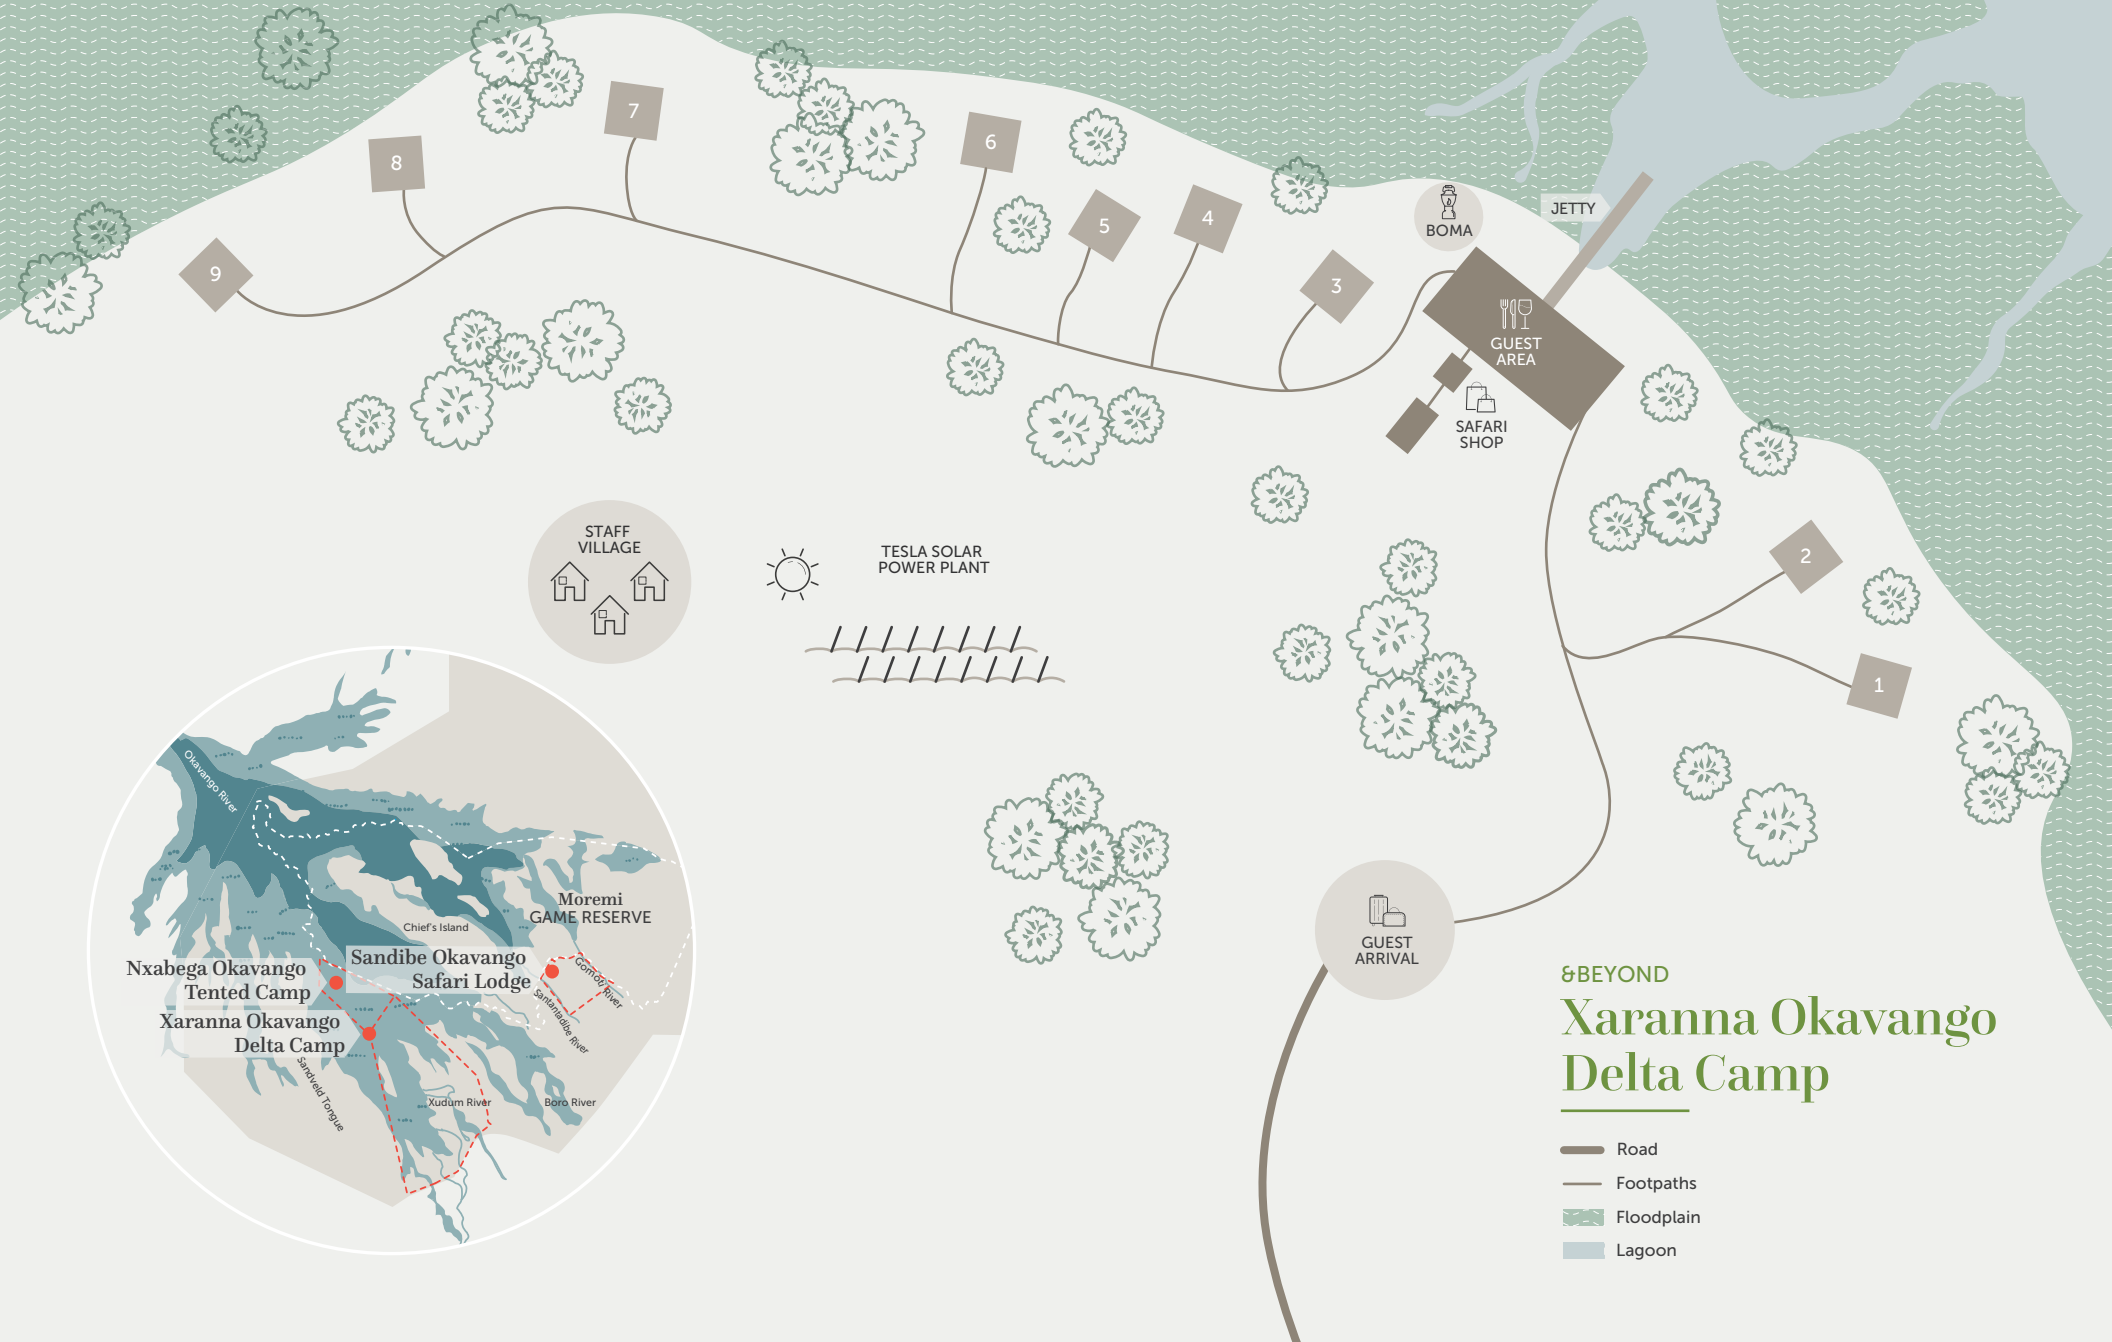 7
8
6
9
5
4
3
BOMA
JETTY
GUEST
AREA
SAFARI
SHOP
STAFF
VILLAGE
TESLA SOLAR
POWER PLANT
2
1
GUEST
ARRIVAL
Okavango River
Moremi
GAME RESERVE
Chief's Island
Sandibe Okavango
Safari Lodge
Nxabega Okavango
Tented Camp
Xaranna Okavango
Delta Camp
Gomoti River
Santantadibe River
Sandveld Tongue
Xudum River
Boro River
&BEYOND
Xaranna Okavango
Delta Camp
Road
Footpaths
Floodplain
Lagoon